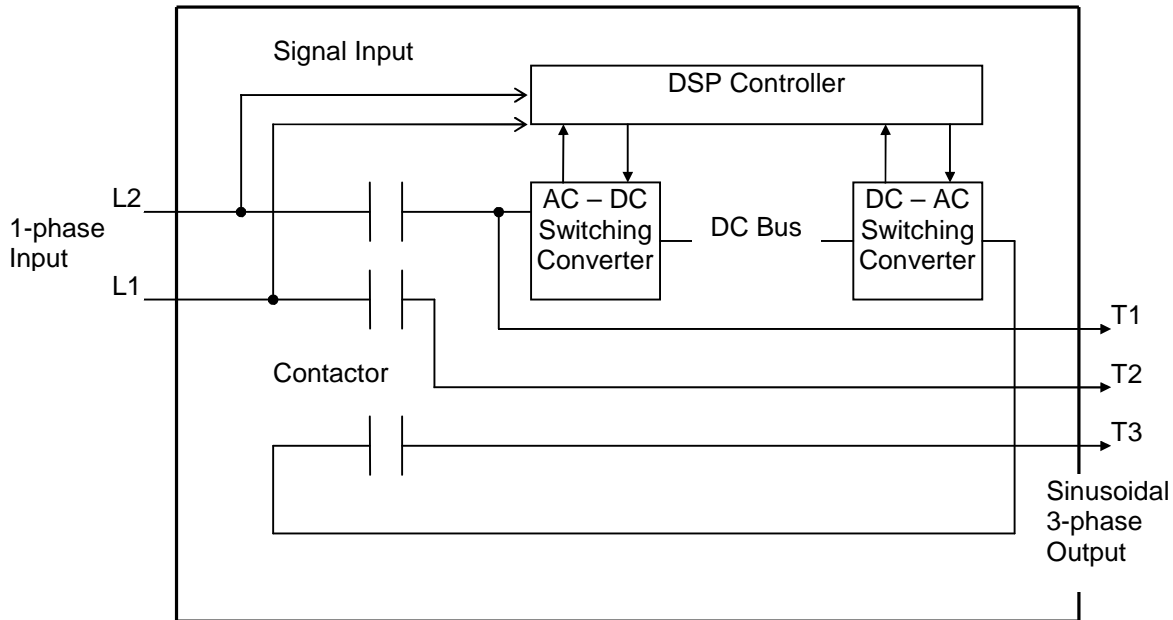 Signal Input
DSP Controller
L2
1-phase
Input
L1
AC – DC
Switching
Converter
DC Bus
DC – AC
Switching
Converter
T1
Contactor
T2
T3
Sinusoidal
3-phase
Output